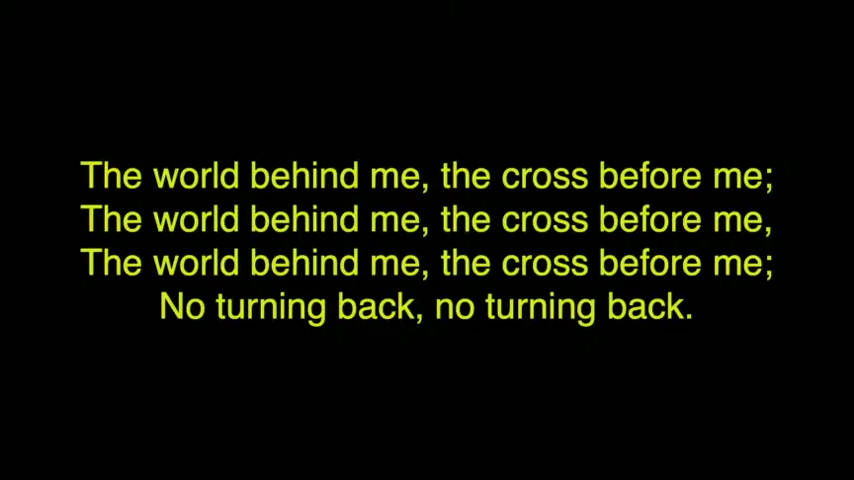 The world behind me, the cross before me;
The world behind me, the cross before me,
The world behind me, the cross before me;
No turning back, no turning back.